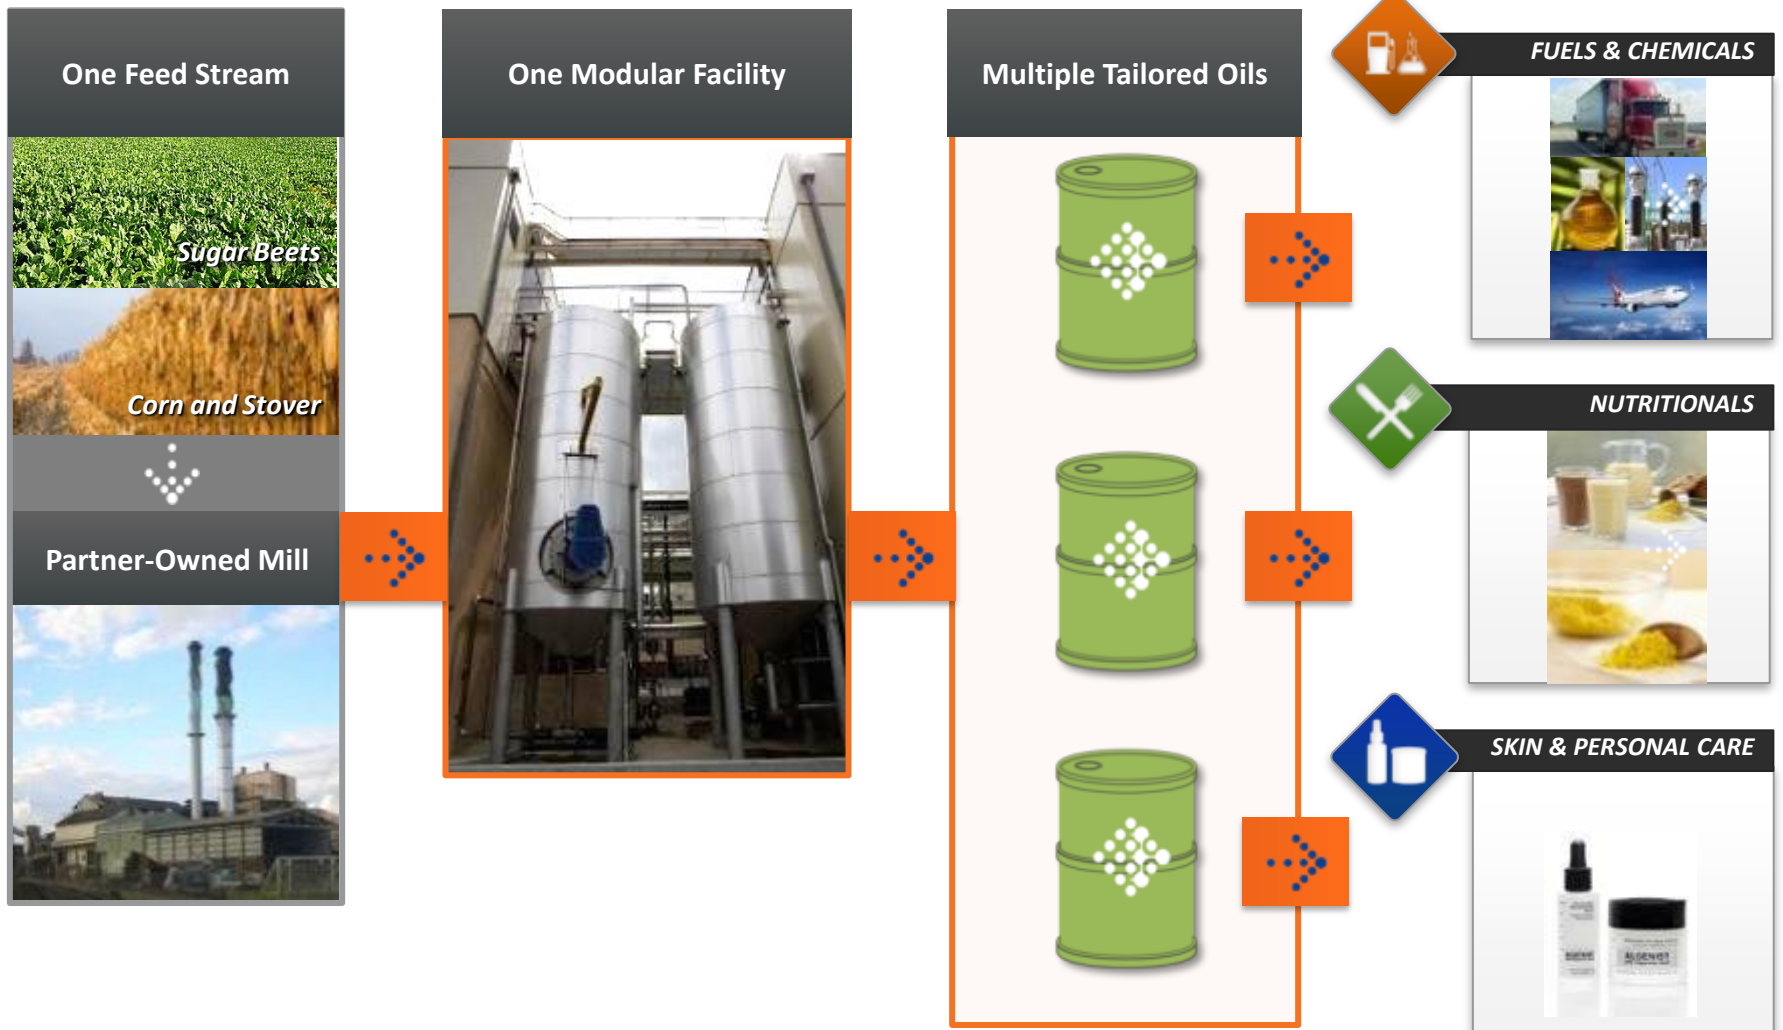 One Feed Stream
Sugar Beets
Corn and Stover
Partner-Owned Mill
One Modular Facility
Multiple Tailored Oils
FUELS & CHEMICALS
NUTRITIONALS
SKIN & PERSONAL CARE
ALGENIST